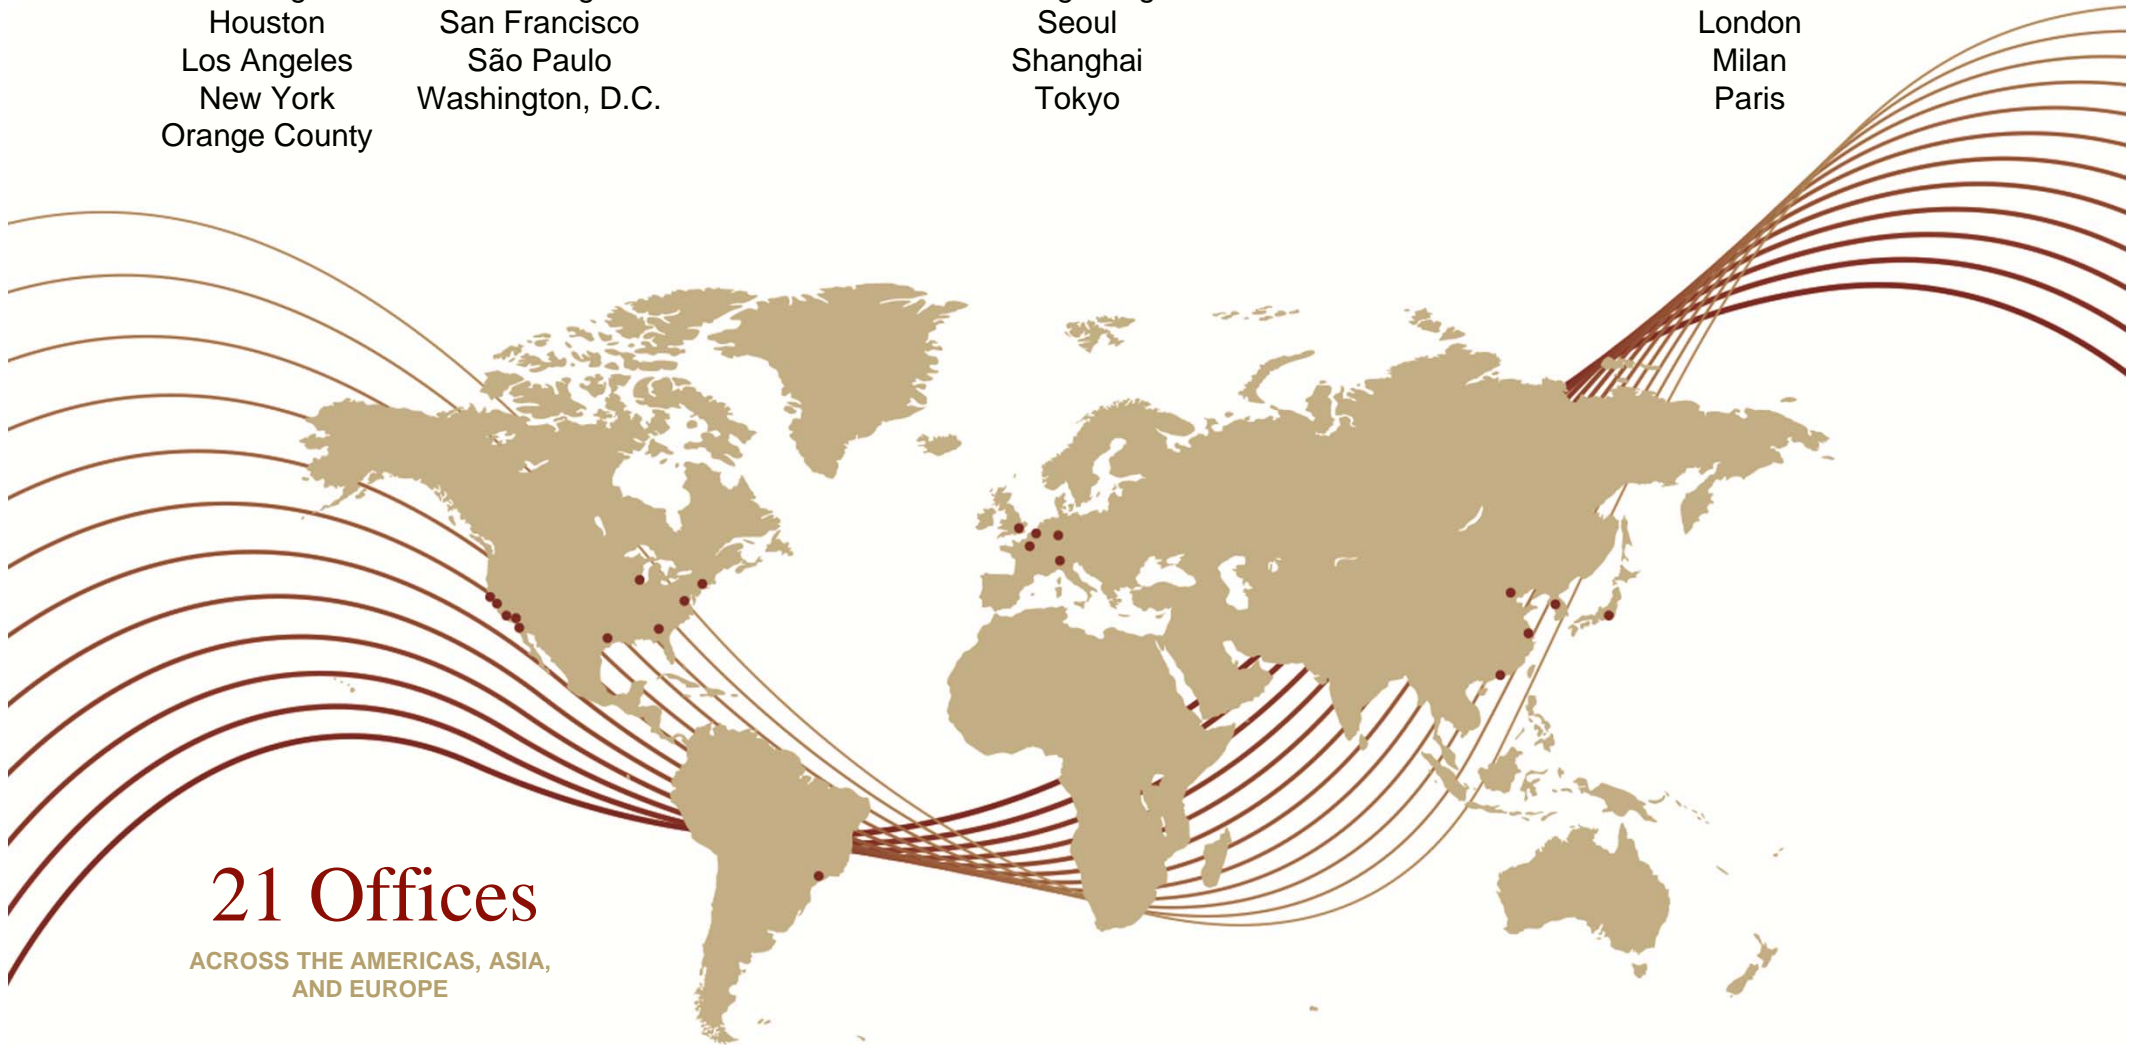 Houston
Los Angeles
New York
Orange County
San Francisco
São Paulo
Washington, D.C.
Seoul
Shanghai
Tokyo
London
Milan
Paris
21 Offices
ACROSS THE AMERICAS, ASIA,
AND EUROPE